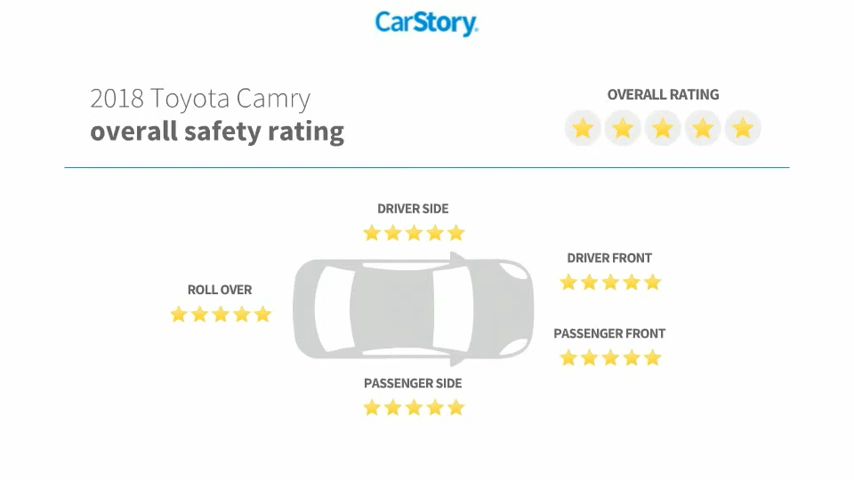 CarStory
2018 Toyota Camry
overall safety rating
OVERALL RATING
DRIVER SIDE
DRIVER FRONT
ROLL OVER
PASSENGER FRONT
PASSENGER SIDE